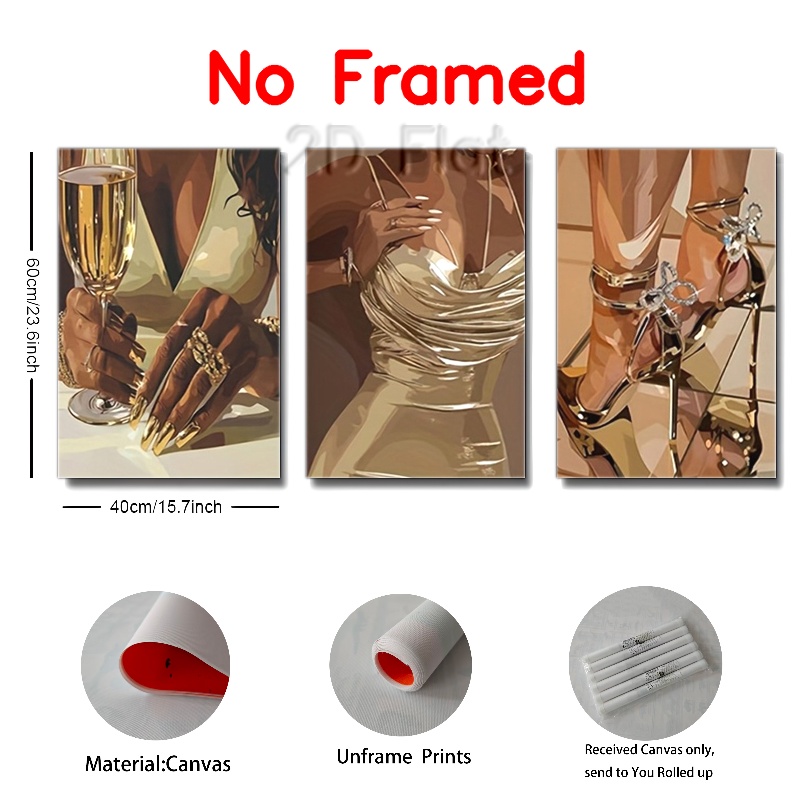 No Framed
2D Flat
60cm/23.6inch
40cm/15.7inch
Material:Canvas
Unframe Prints
Received Canvas only,
send to You Rolled up